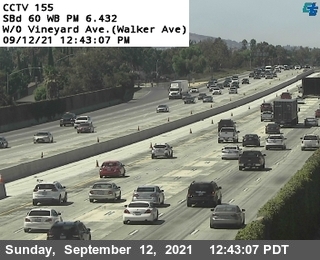 CCTV 155
SBd 60 WB PM 6.432
W/O Vineyard Ave.(Walker Ave)
09/12/21 12:43:07 PM
Sunday, September 12, 2021 12:43:07 PDT